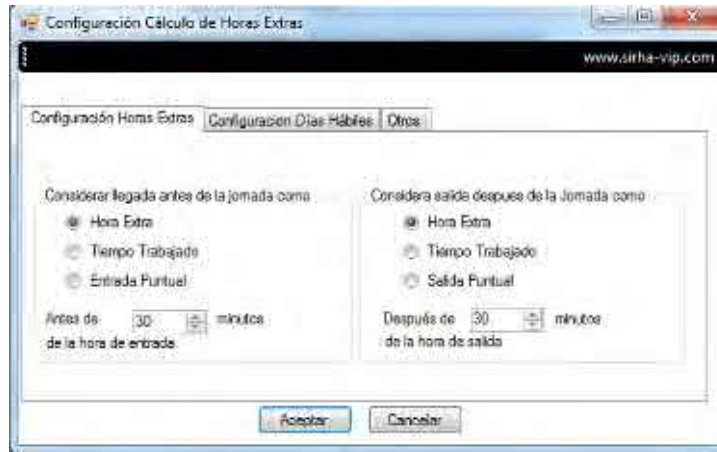 Configuración Cálculo de Horas Extras
www.sirha-vip.com
Configuración Horas Extras
Configuracion Días Hábiles
Otros
Considerar llegada antes de la jornada como
Hora Extra
Tiempo Trabajado
Entrada Puntual
Antes de 30 minutos
de la hora de entrada
Considera salida despues de la Jornada como
Hora Extra
Tiempo Trabajado
Salida Puntual
Después de 30 minutos
de la hora de salida
Aceptar
Cancelar